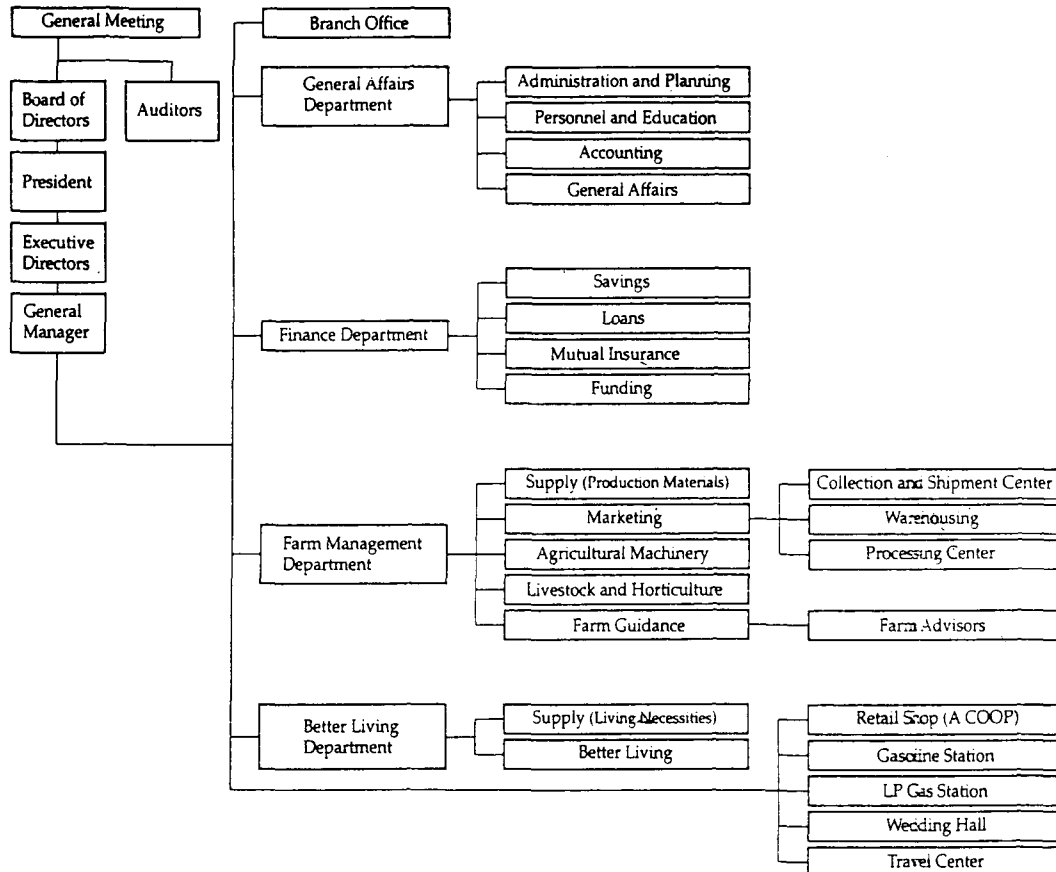 General Meeting
Board of
Directors
Auditors
President
Executive
Directors
General
Manager
Branch Office
General Affairs
Department
Administration and Planning
Personnel and Education
Accounting
General Affairs
Finance Department
Savings
Loans
Mutual Insurance
Funding
Farm Management
Department
Supply (Production Materials)
Marketing
Agricultural Machinery
Livestock and Horticulture
Farm Guidance
Collection and Shipment Center
Warehousing
Processing Center
Farm Advisors
Better Living
Department
Supply (Living Necessities)
Better Living
Retail Shop (A COOP)
Gasoline Station
LP Gas Station
Wedding Hall
Travel Center